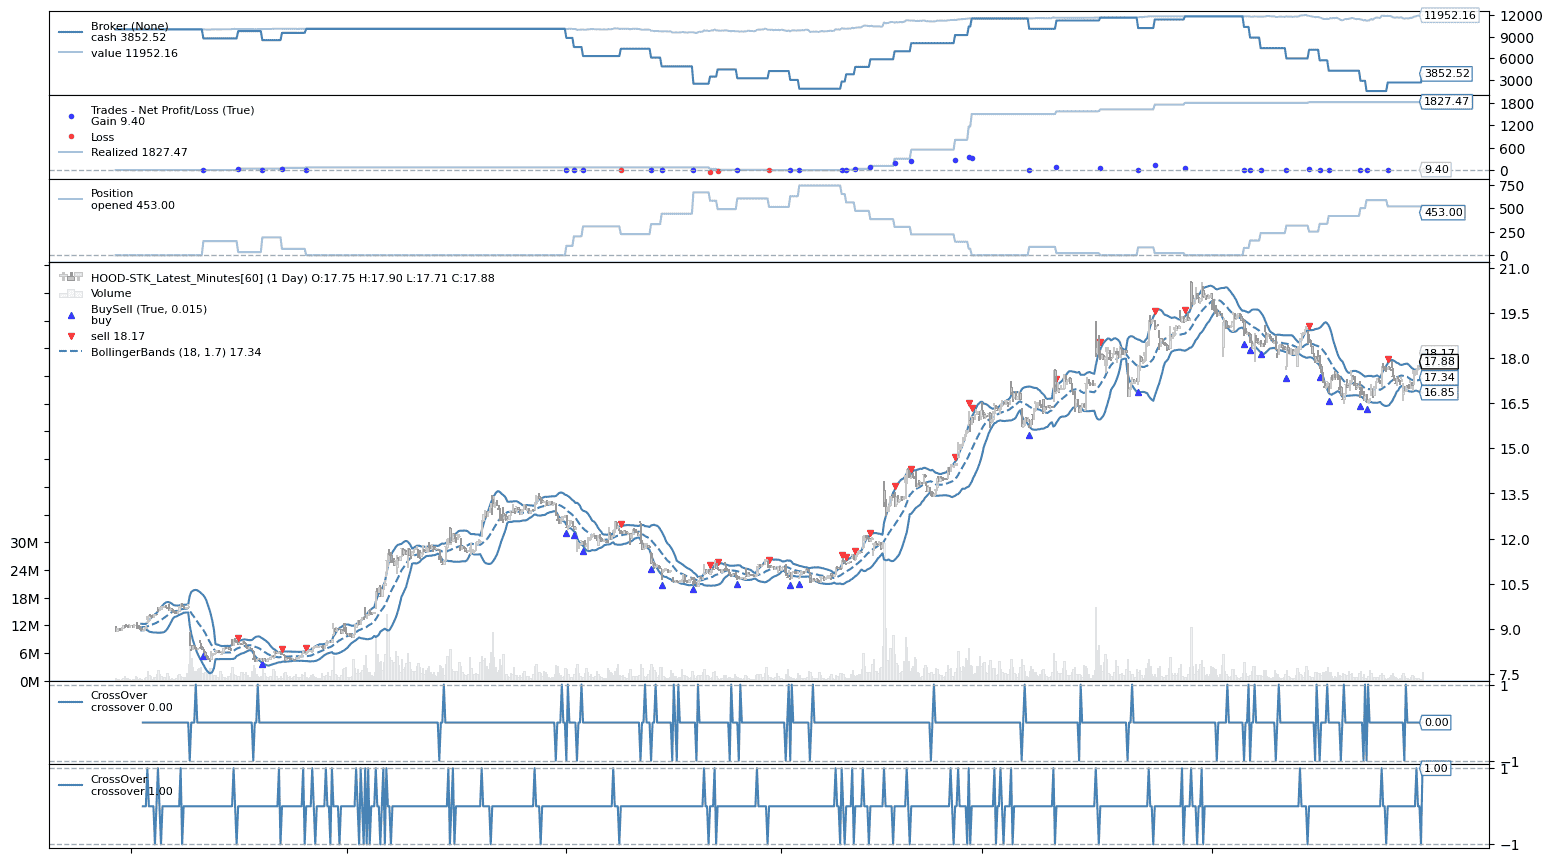 Broker (None)
cash 3852.52
value 11952.16
11952.16
3852.52
12000
9000
6000
3000
Trades - Net Profit/Loss (True)
Gain 9.40
Loss
Realized 1827.47
1827.47
9.40
1800
1200
600
0
Position
opened 453.00
453.00
750
500
250
0
HOOD-STK_Latest_Minutes[60] (1 Day) O:17.75 H:17.90 L:17.71 C:17.88
Volume
BuySell (True, 0.015)
buy
sell 18.17
BollingerBands (18, 1.7) 17.34
18.17
17.88
17.34
16.85
21.0
19.5
18.0
16.5
15.0
13.5
12.0
10.5
9.0
7.5
30M
24M
18M
12M
6M
0M
CrossOver
crossover 0.00
0.00
1
−1
CrossOver
crossover 1.00
1.00
1
−1